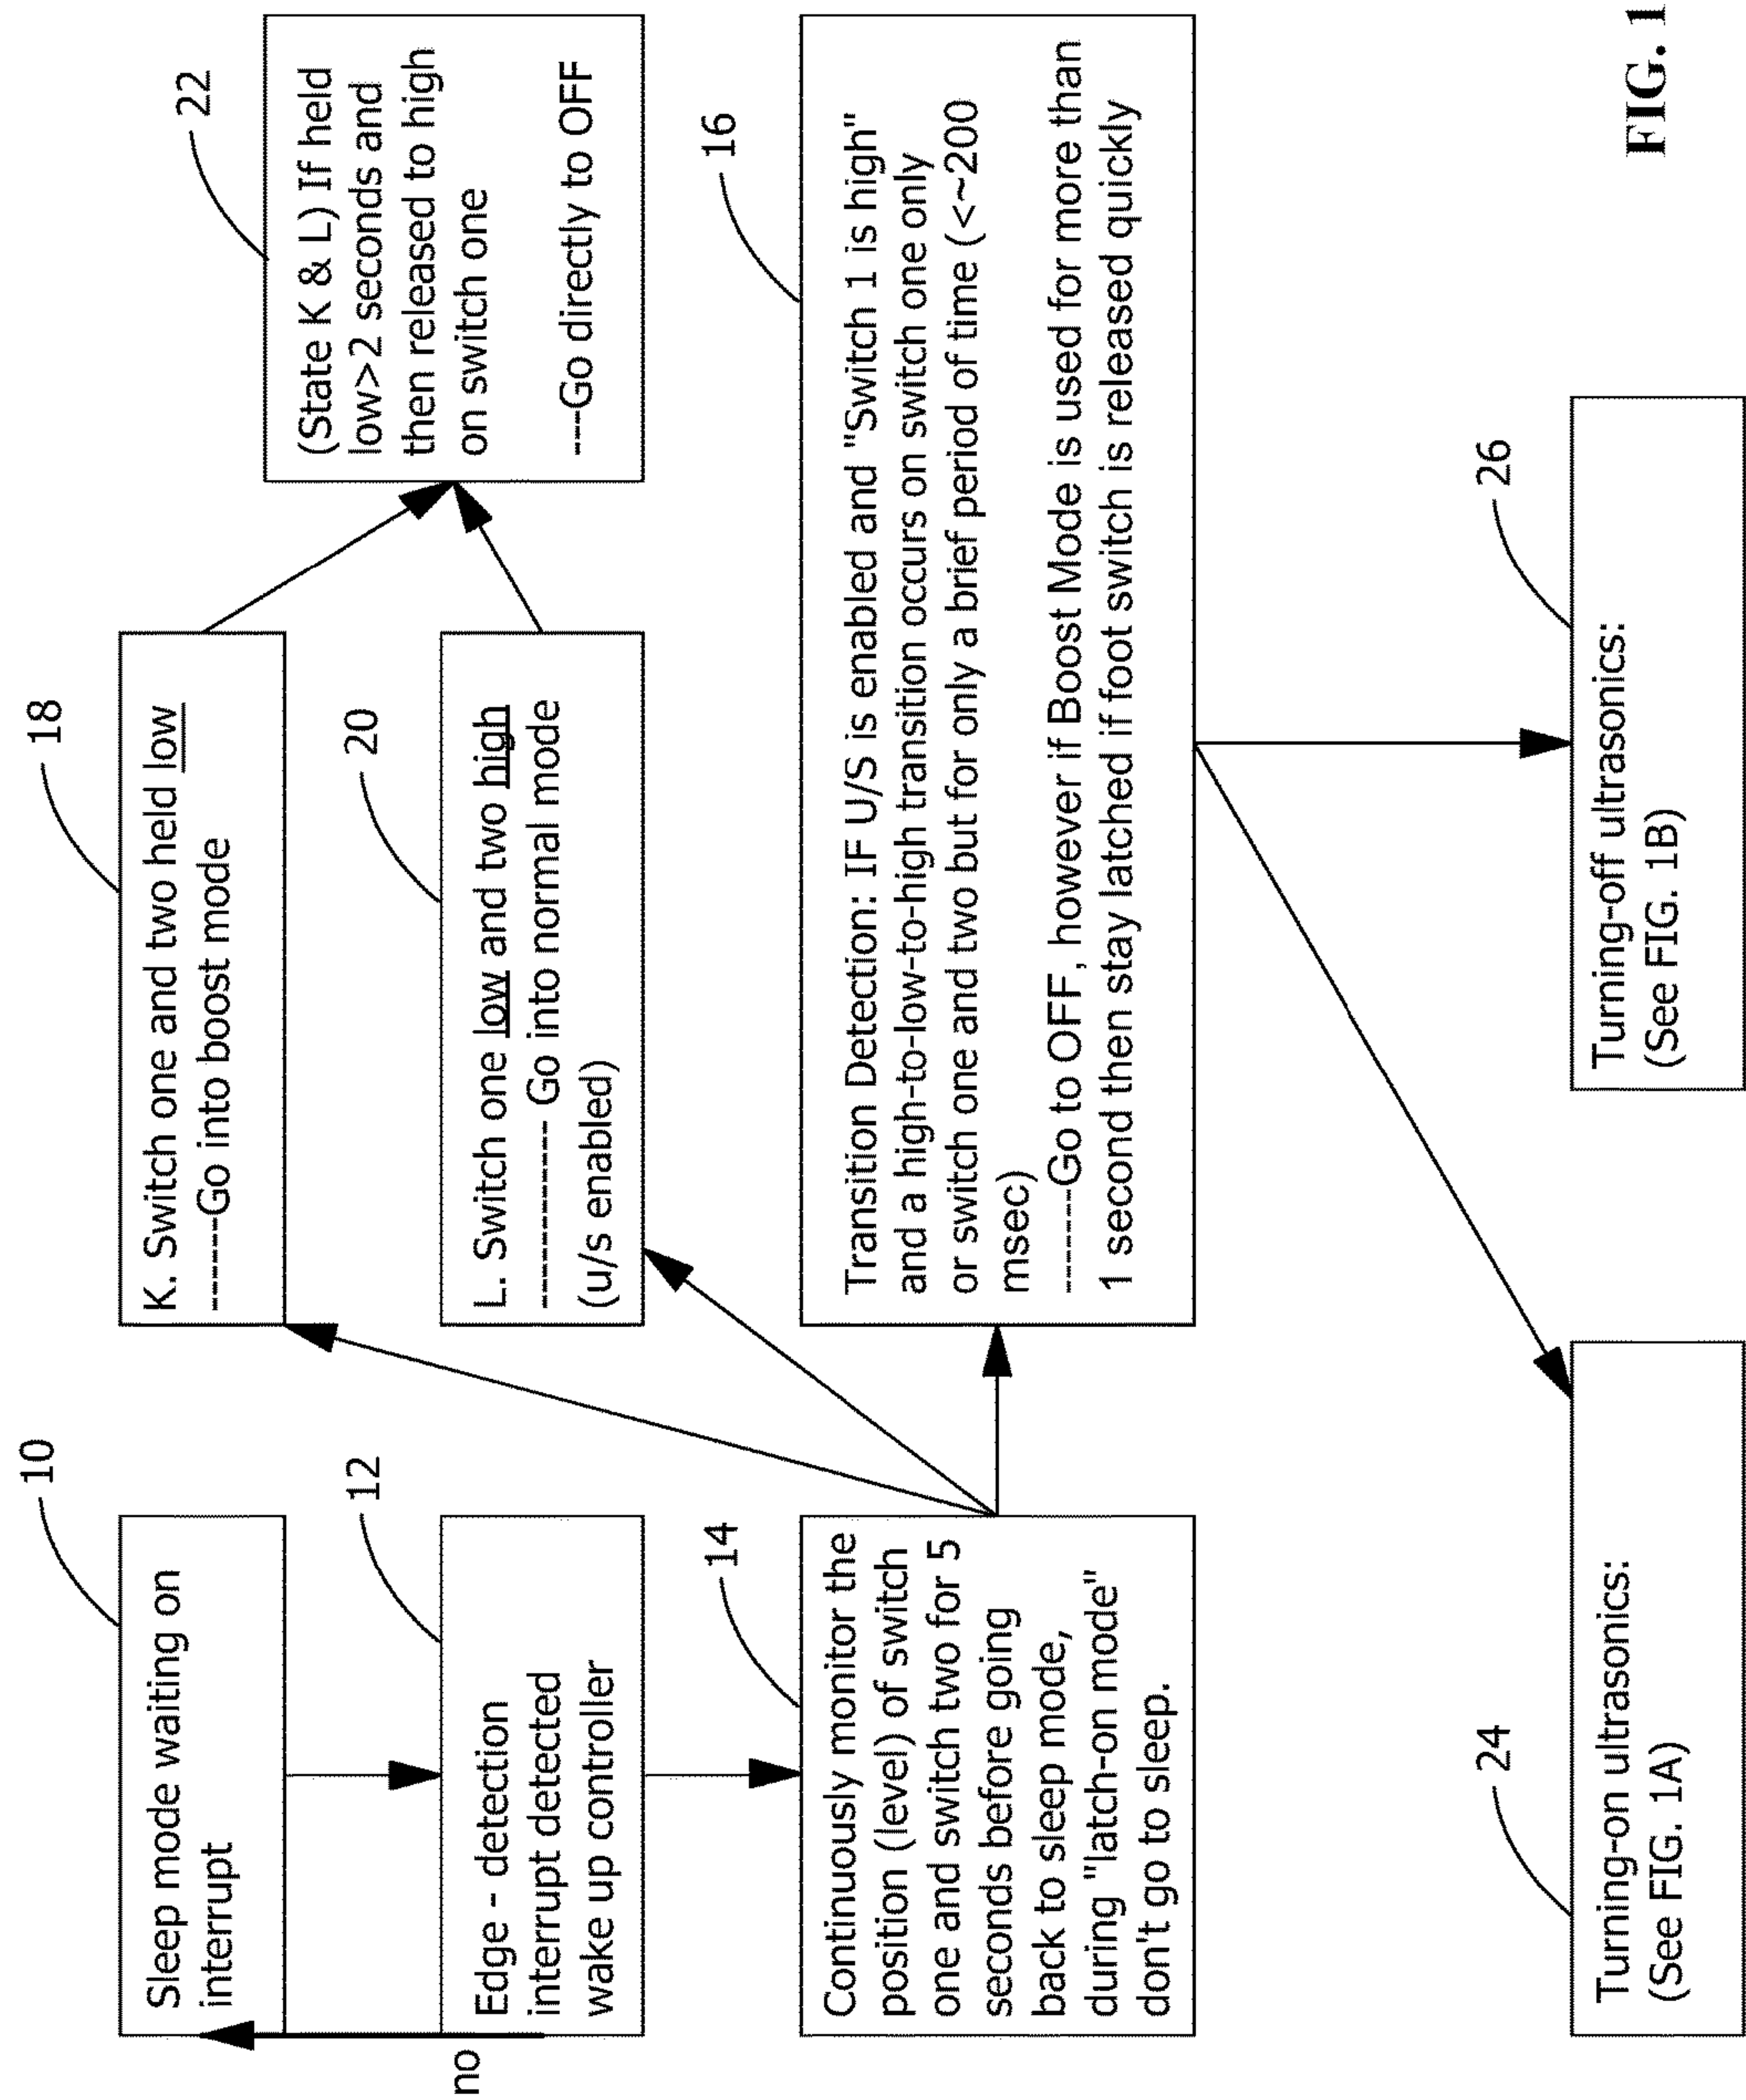 10
Sleep mode waiting on
interrupt
no
12
Edge - detection
interrupt detected
wake up controller
14
Continuously monitor the
position (level) of switch
one and switch two for 5
seconds before going
back to sleep mode,
during "latch-on mode"
don't go to sleep.
18
K. Switch one and two held low
------Go into boost mode
20
L. Switch one low and two high
------------- Go into normal mode
(u/s enabled)
22
(State K & L) If held
low>2 seconds and
then released to high
on switch one
---Go directly to OFF
16
Transition Detection: IF U/S is enabled and "Switch 1 is high"
and a high-to-low-to-high transition occurs on switch one only
or switch one and two but for only a brief period of time (<~200
msec)
-------Go to OFF, however if Boost Mode is used for more than
1 second then stay latched if foot switch is released quickly
24
Turning-on ultrasonics:
(See FIG. 1A)
26
Turning-off ultrasonics:
(See FIG. 1B)
FIG. 1